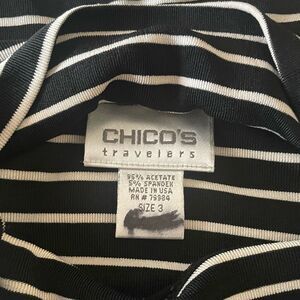 CHICO'S
travelers
95% ACETATE
5% SPANDEX
MADE IN USA
RN # 79984
SIZE 3